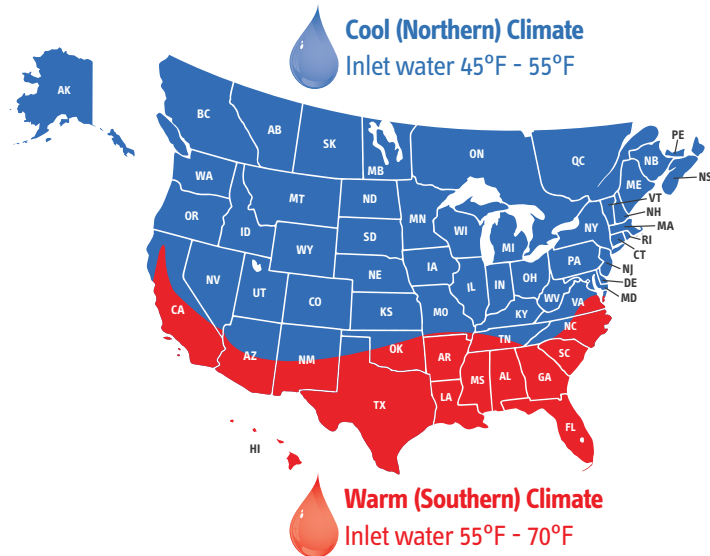 Cool (Northern) Climate
Inlet water 45°F - 55°F
AK
BC
AB
SK
MB
ON
QC
PE
NB
NS
ME
WA
MT
ND
MN
VT
NH
MA
RI
CT
OR
ID
WY
SD
WI
MI
NY
NJ
DE
MD
NV
UT
CO
NE
IA
IL
IN
OH
PA
WV
VA
KS
MO
KY
CA
AZ
NM
OK
AR
TN
NC
SC
TX
LA
MS
AL
GA
FL
HI
Warm (Southern) Climate
Inlet water 55°F - 70°F